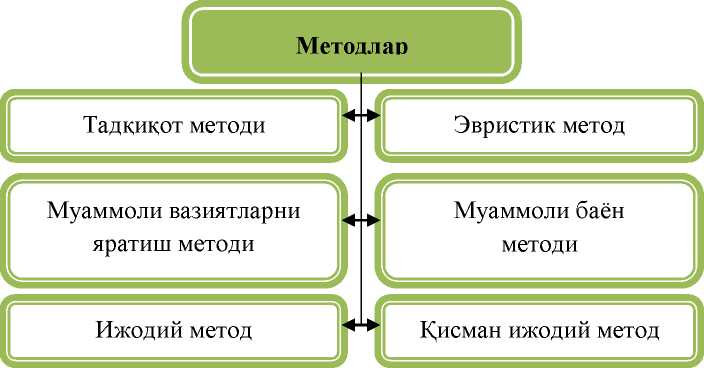 Методлар
Тадқиқот методи
Эвристик метод
Муаммоли вазиятларни
яратиш методи
Муаммоли баён
методи
Ижодий метод
Қисман ижодий метод